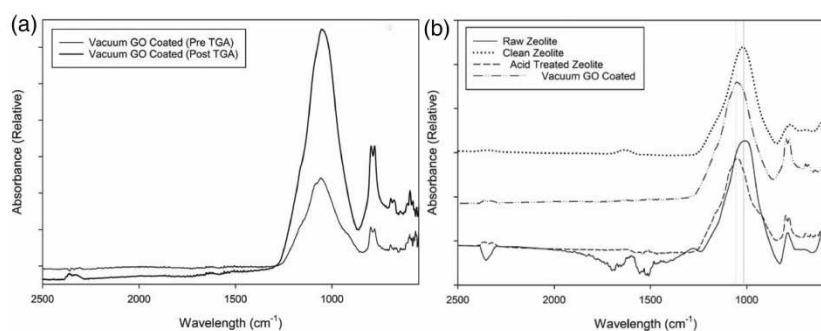 (a)
Vacuum GO Coated (Pre TGA)
Vacuum GO Coated (Post TGA)
Absorbance (Relative)
2500 2000 1500 1000
Wavelength (cm⁻¹)
(b)
Raw Zeolite
Clean Zeolite
Acid Treated Zeolite
Vacuum GO Coated
Absorbance (Relative)
2500 2000 1500 1000
Wavelength (cm⁻¹)